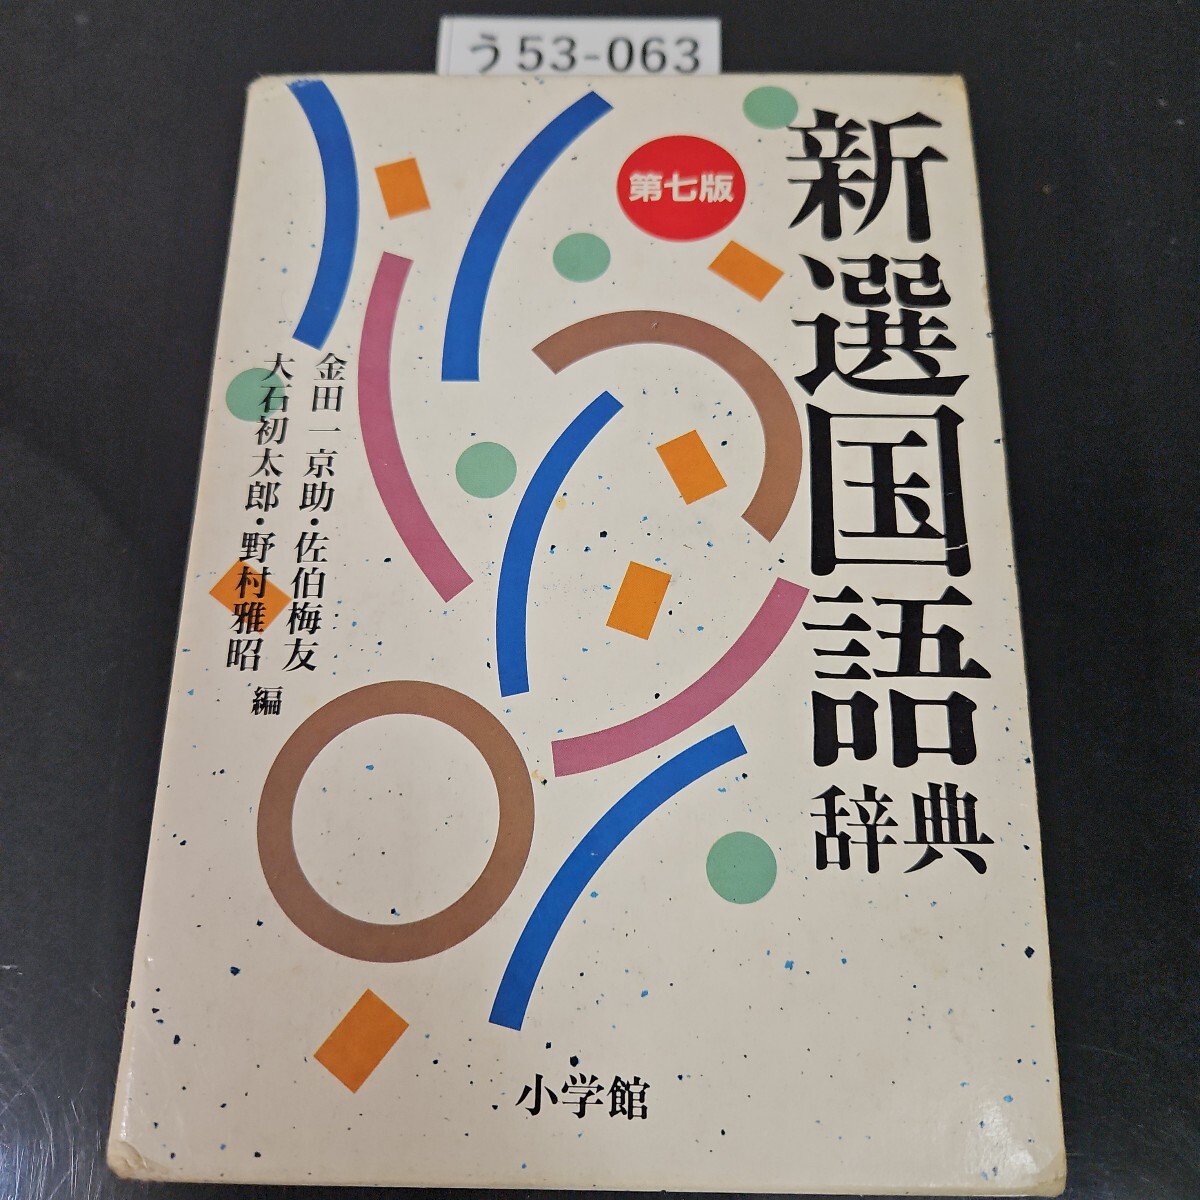 う53-063
第七版
新選国語
辞典
金田一京助・佐伯梅友
大石初太郎・野村雅昭
編
小学館